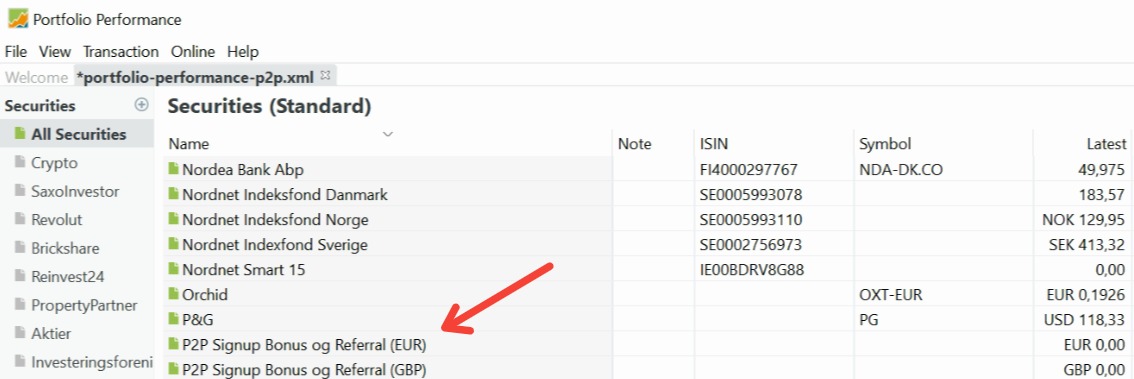 Portfolio Performance
File View Transaction Online Help
Welcome *portfolio-performance-p2p.xml
Securities
All Securities
Crypto
SaxoInvestor
Revolut
Brickshare
Reinvest24
PropertyPartner
Aktier
Investeringsforeni
Securities (Standard)
Name Note ISIN Symbol Latest
Nordea Bank Abp FI4000297767 NDA-DK.CO 49,975
Nordnet Indeksfond Danmark SE0005993078 183,57
Nordnet Indeksfond Norge SE0005993110 NOK 129,95
Nordnet Indexfond Sverige SE0002756973 SEK 413,32
Nordnet Smart 15 IE00BDRV8G88 0,00
Orchid OXT-EUR EUR 0,1926
P&G PG USD 118,33
P2P Signup Bonus og Referral (EUR) EUR 0,00
P2P Signup Bonus og Referral (GBP) GBP 0,00